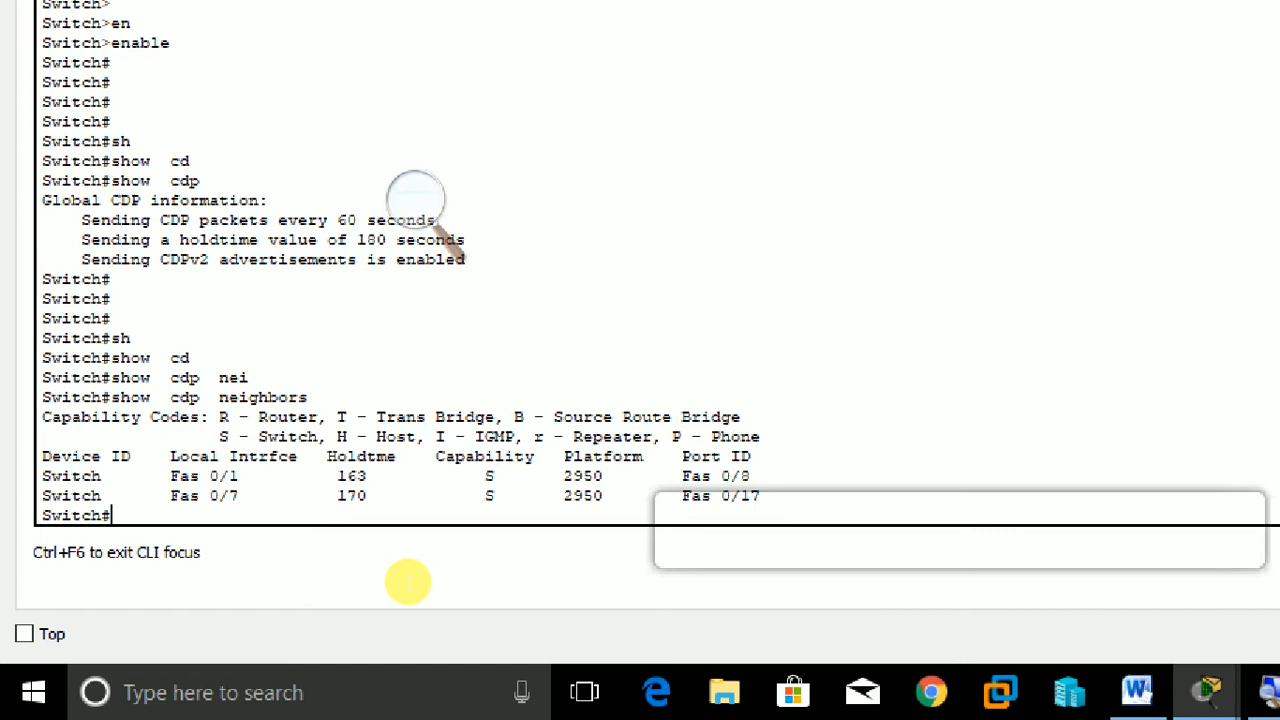 Switch>
Switch>en
Switch>enable
Switch#
Switch#
Switch#
Switch#
Switch#sh
Switch#show cd
Switch#show cdp
Global CDP information:
Sending CDP packets every 60 seconds
Sending a holdtime value of 180 seconds
Sending CDPv2 advertisements is enabled
Switch#
Switch#
Switch#
Switch#sh
Switch#show cd
Switch#show cdp nei
Switch#show cdp neighbors
Capability Codes: R - Router, T - Trans Bridge, B - Source Route Bridge
S - Switch, H - Host, I - IGMP, r - Repeater, P - Phone
Device ID Local Intrfce Holdtme Capability Platform Port ID
Switch Fas 0/1 163 S 2950 Fas 0/8
Switch Fas 0/7 170 S 2950 Fas 0/17
Switch#
Ctrl+F6 to exit CLI focus
Top
Type here to search